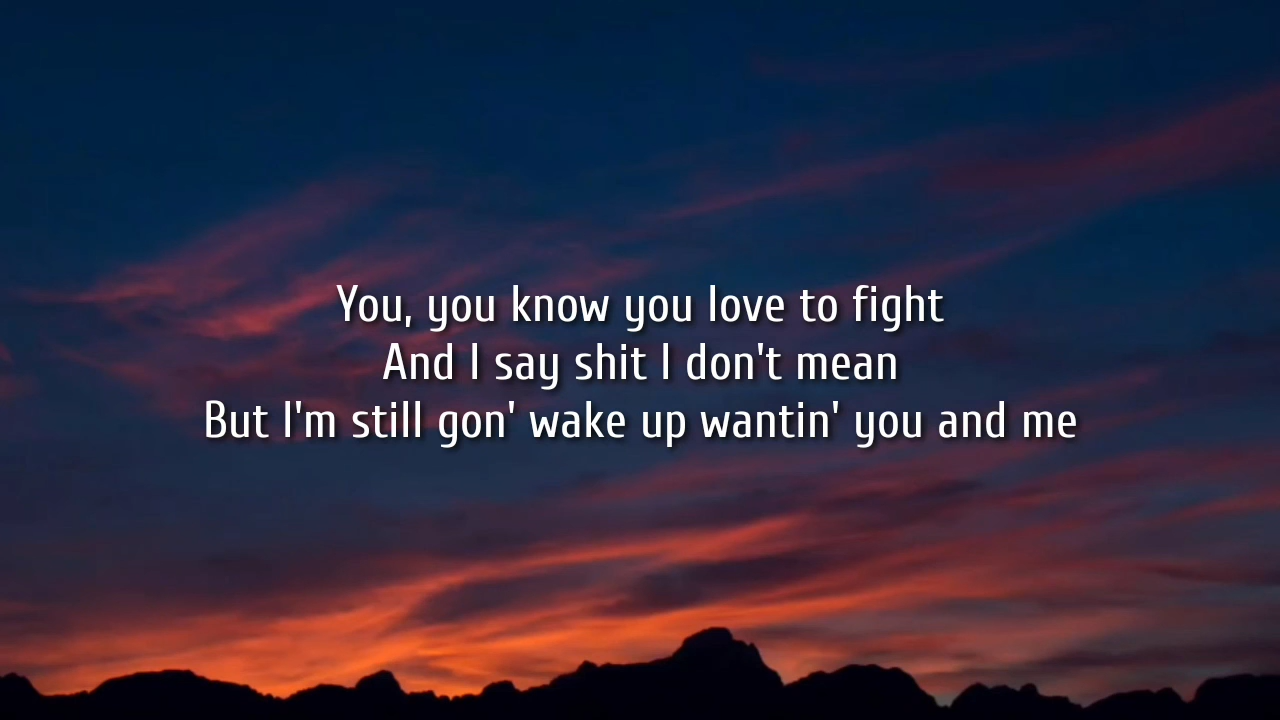 You, you know you love to fight
And I say shit I don't mean
But I'm still gon' wake up wantin' you and me